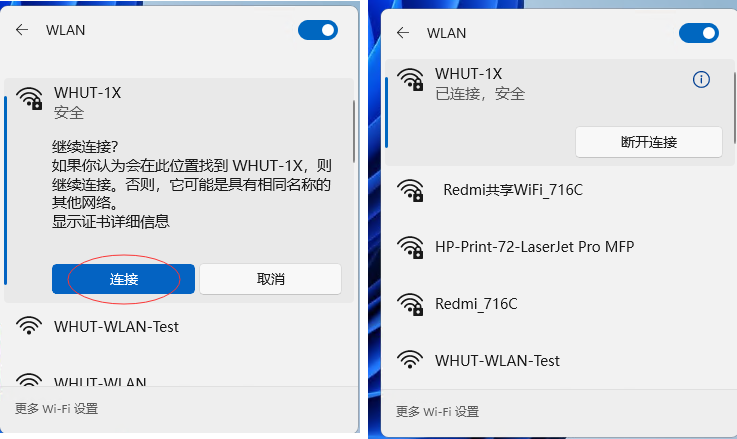 WLAN
WHUT-1X
安全
继续连接?
如果你认为会在此位置找到 WHUT-1X，则
继续连接。否则，它可能是具有相同名称的
其他网络。
显示证书详细信息
连接
取消
WHUT-WLAN-Test
WHUT-WLAN
更多 Wi-Fi 设置
WLAN
WHUT-1X
已连接，安全
断开连接
Redmi共享WiFi_716C
HP-Print-72-LaserJet Pro MFP
Redmi_716C
WHUT-WLAN-Test
更多 Wi-Fi 设置